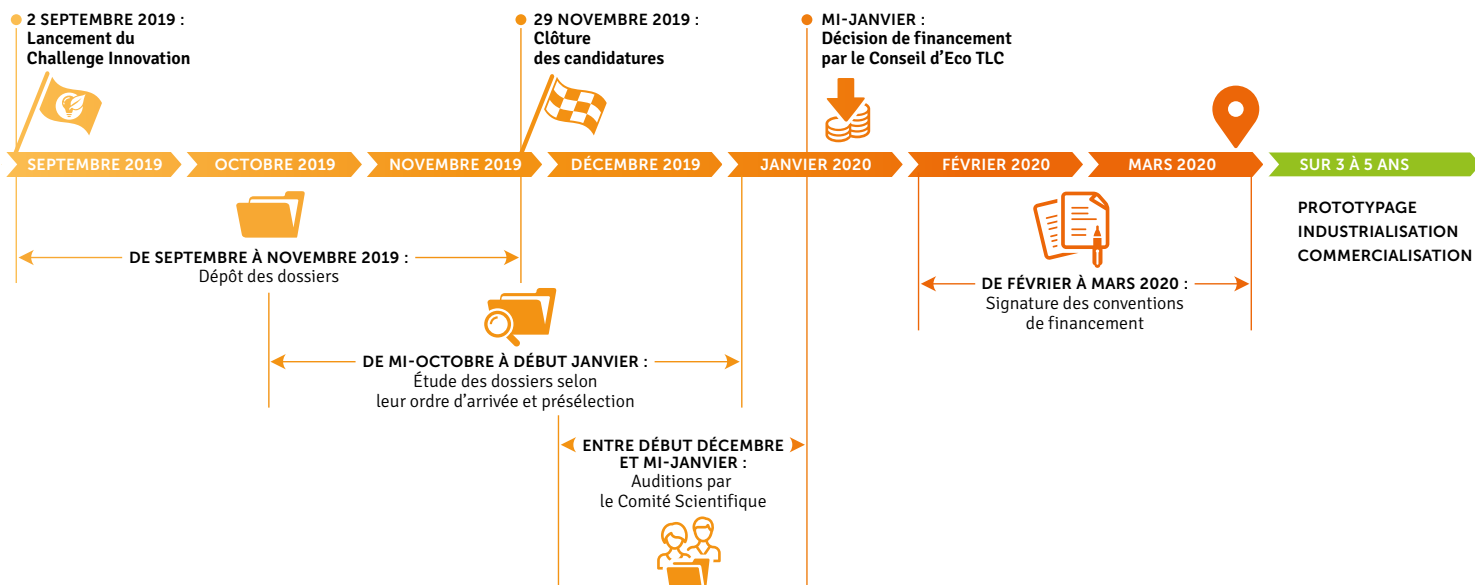 2 SEPTEMBRE 2019 :
Lancement du
Challenge Innovation
29 NOVEMBRE 2019 :
Clôture
des candidatures
MI-JANVIER :
Décision de financement
par le Conseil d’Eco TLC
SEPTEMBRE 2019
OCTOBRE 2019
NOVEMBRE 2019
DÉCEMBRE 2019
JANVIER 2020
FÉVRIER 2020
MARS 2020
SUR 3 À 5 ANS
PROTOTYPAGE
INDUSTRIALISATION
COMMERCIALISATION
DE SEPTEMBRE À NOVEMBRE 2019 :
Dépôt des dossiers
DE FÉVRIER À MARS 2020 :
Signature des conventions
de financement
DE MI-OCTOBRE À DÉBUT JANVIER :
Étude des dossiers selon
leur ordre d’arrivée et présélection
ENTRE DÉBUT DÉCEMBRE
ET MI-JANVIER :
Auditions par
le Comité Scientifique